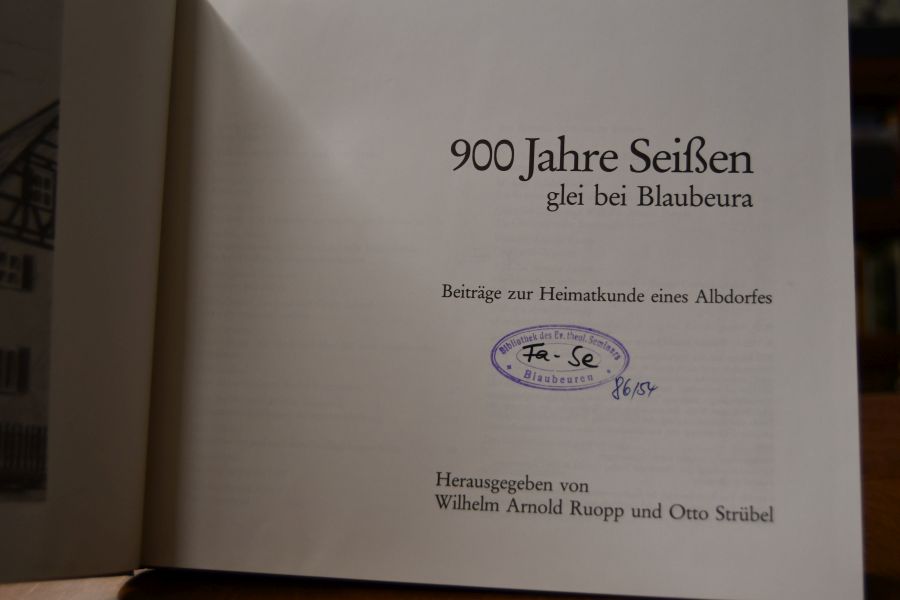 900 Jahre Seißen
glei bei Blaubeura
Beiträge zur Heimatkunde eines Albdorfes
Bibliothek des Ev. theol. Seminars
Fa - Se
Blaubeuren
86/54
Herausgegeben von
Wilhelm Arnold Ruopp und Otto Strübel